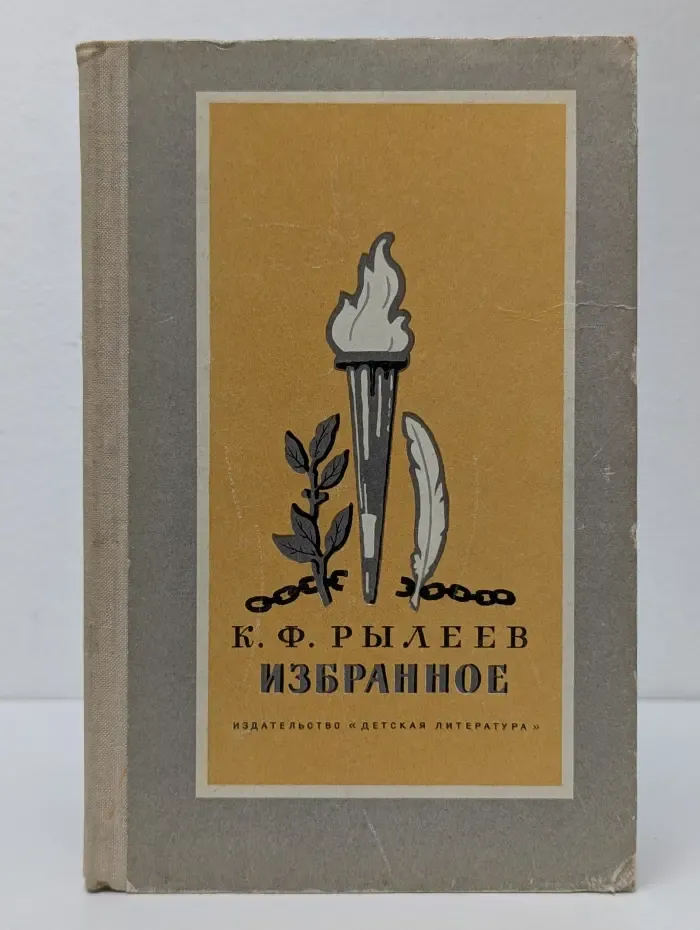 К. Ф. РЫЛЕЕВ
ИЗБРАННОЕ
ИЗДАТЕЛЬСТВО «ДЕТСКАЯ ЛИТЕРАТУРА»